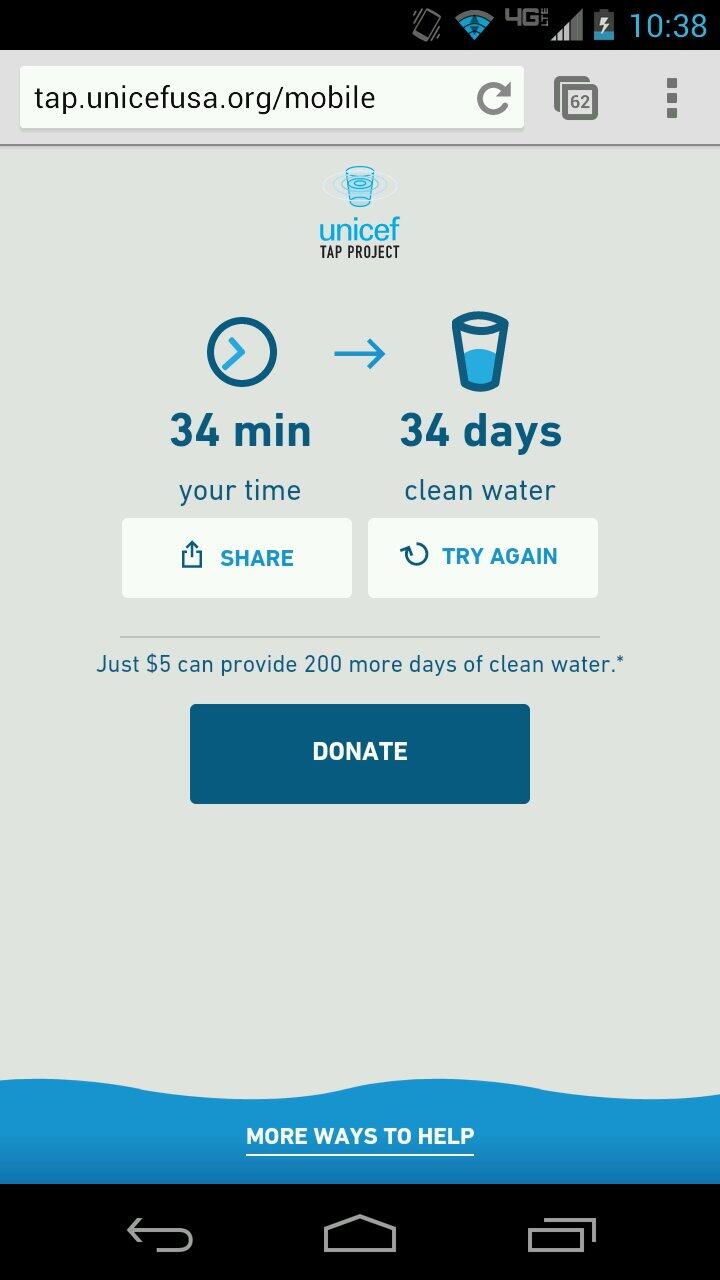 4G LTE 10:38
tap.unicefusa.org/mobile 62
unicef
TAP PROJECT
34 min 34 days
your time clean water
SHARE TRY AGAIN
Just $5 can provide 200 more days of clean water.*
DONATE
MORE WAYS TO HELP